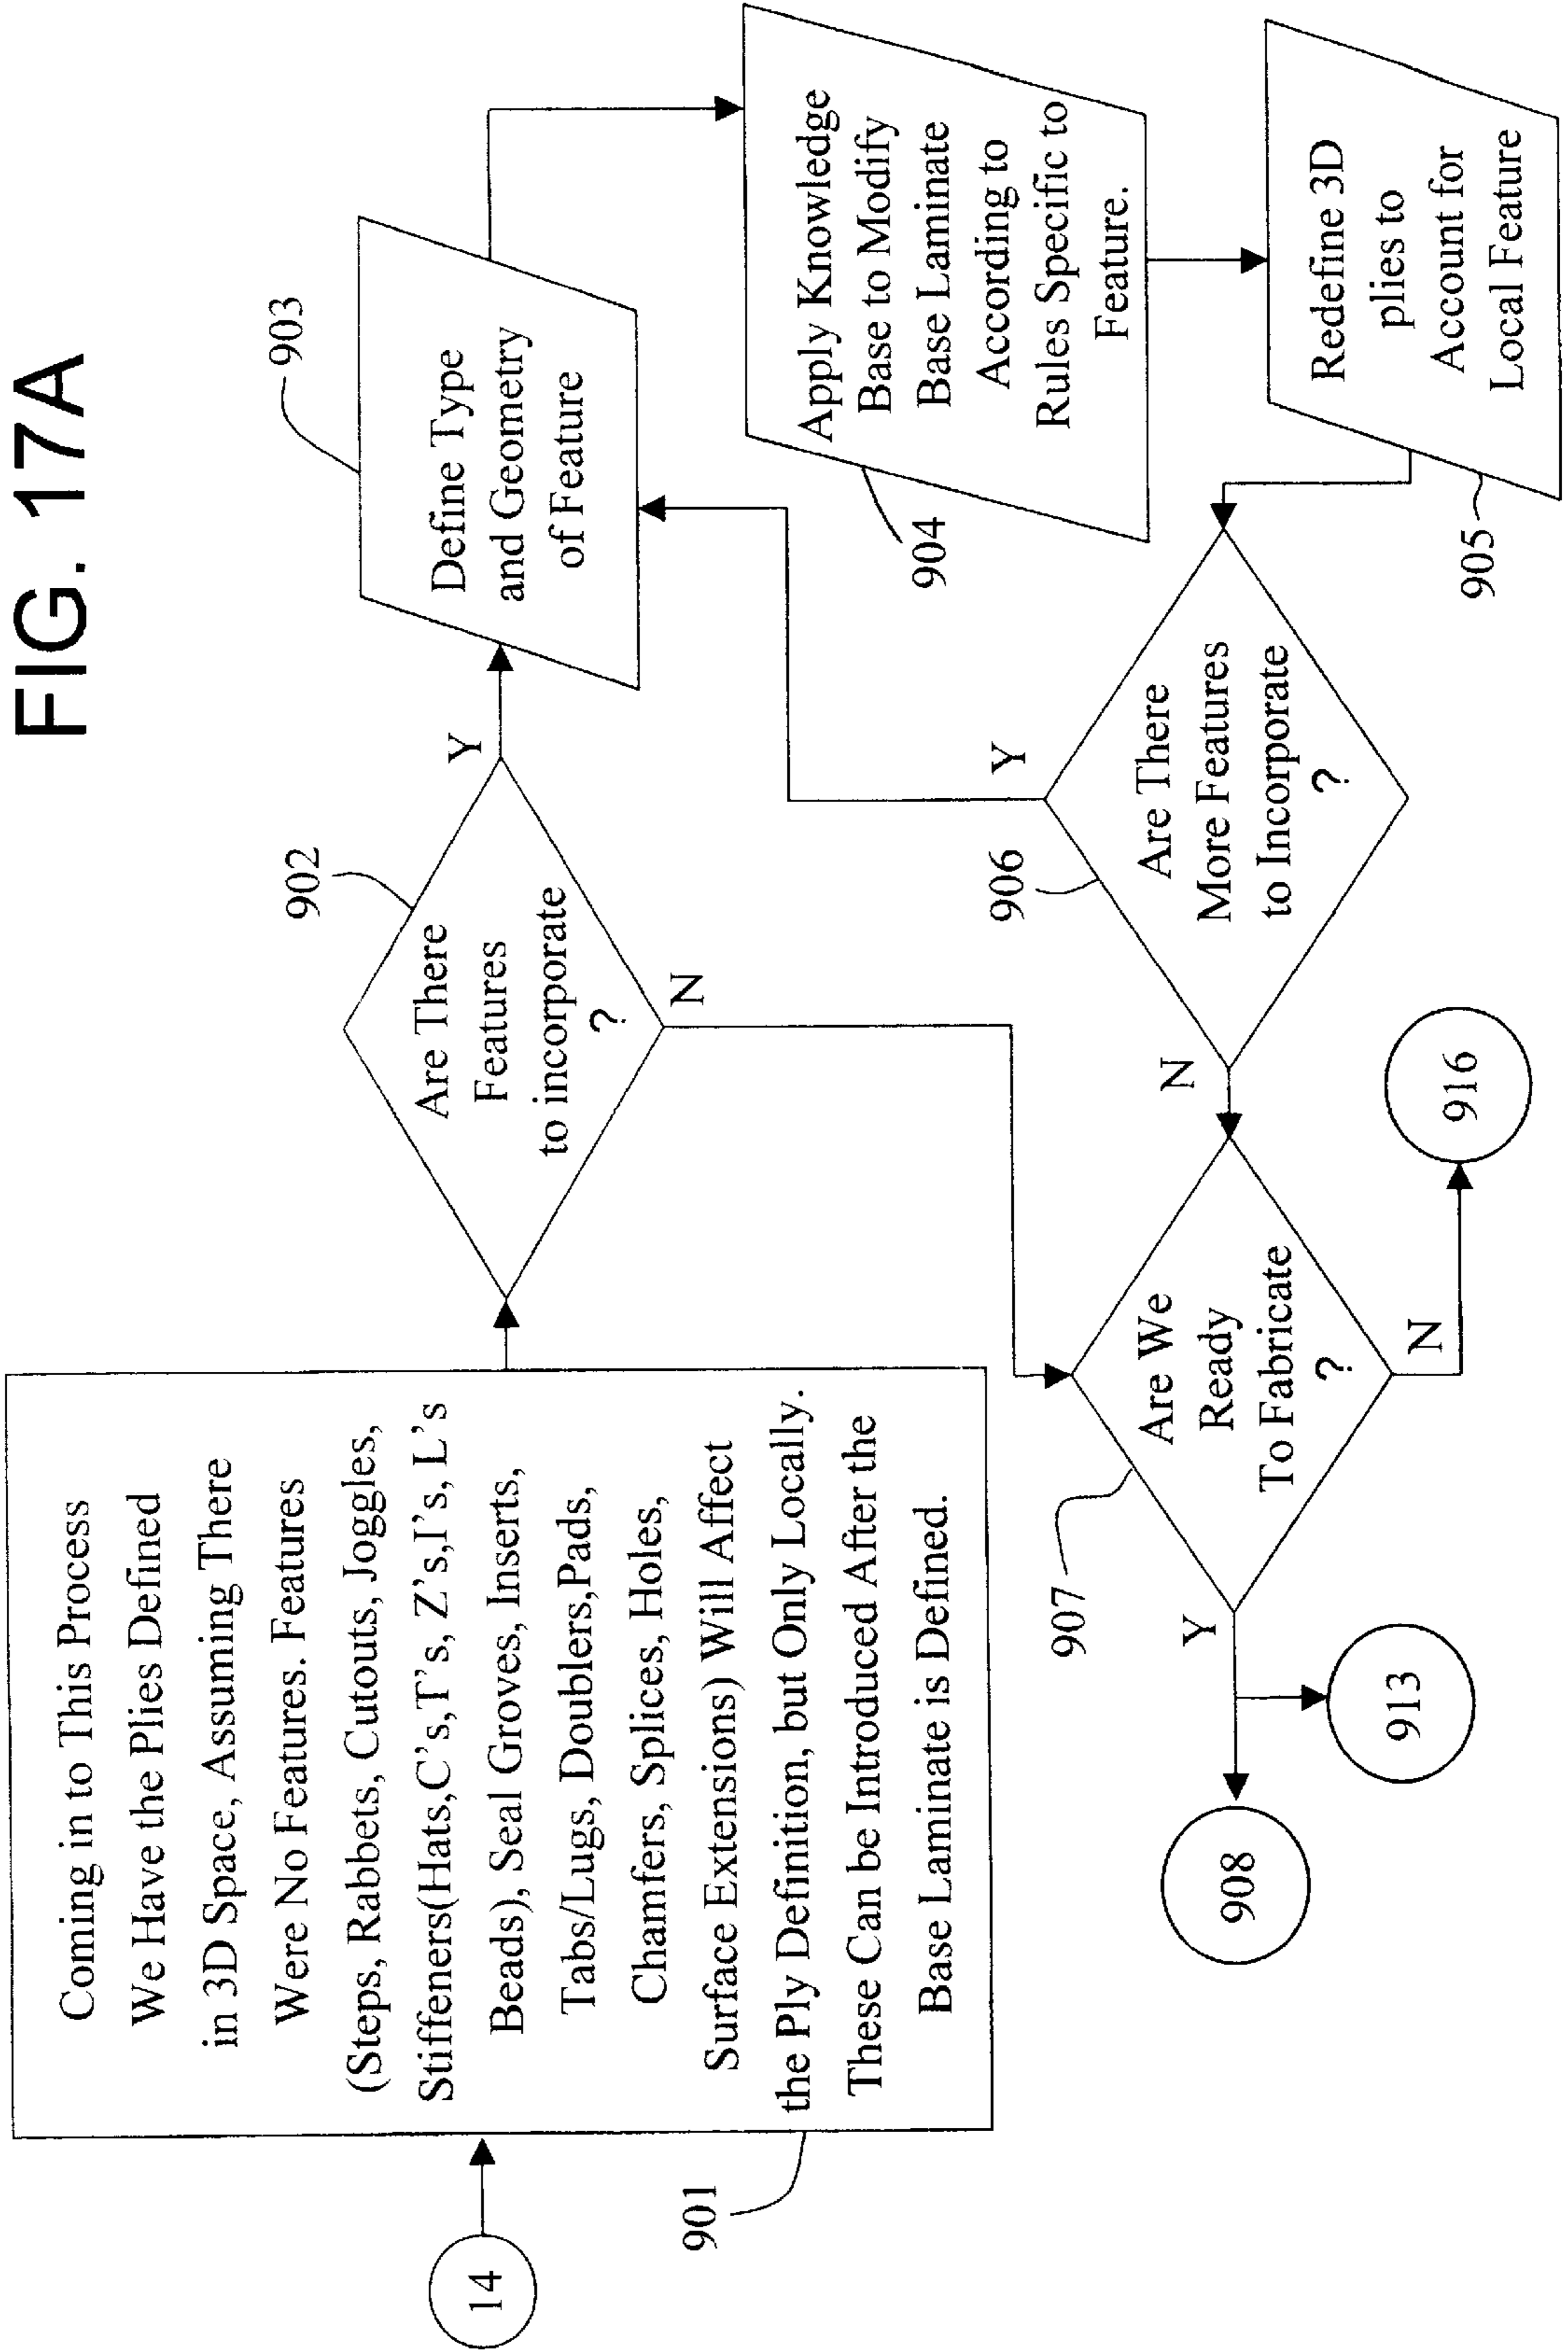 FIG. 17A
14
901
Coming in to This Process
We Have the Plies Defined
in 3D Space, Assuming There
Were No Features. Features
(Steps, Rabbets, Cutouts, Joggles,
Stiffeners(Hats,C's,T's, Z's,I's, L's
Beads), Seal Groves, Inserts,
Tabs/Lugs, Doublers,Pads,
Chamfers, Splices, Holes,
Surface Extensions) Will Affect
the Ply Definition, but Only Locally.
These Can be Introduced After the
Base Laminate is Defined.
902
Are There
Features
to incorporate
?
Y
N
903
Define Type
and Geometry
of Feature
904
Apply Knowledge
Base to Modify
Base Laminate
According to
Rules Specific to
Feature.
905
Redefine 3D
plies to
Account for
Local Feature
906
Are There
More Features
to Incorporate
?
Y
N
907
Are We
Ready
To Fabricate
?
Y
N
908
913
916